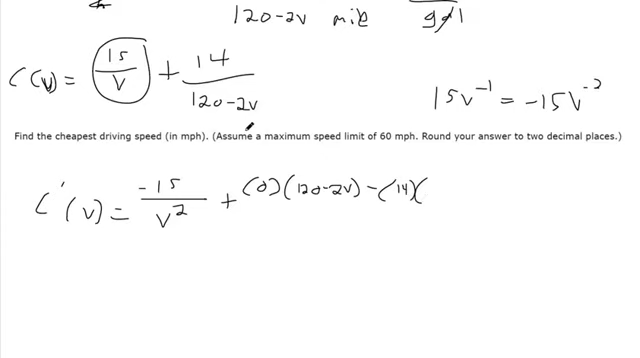 120-2v mile gal
C(v) = 15/v + 14/(120-2v)
15v^-1 = -15v^-2
Find the cheapest driving speed (in mph). (Assume a maximum speed limit of 60 mph. Round your answer to two decimal places.)
C'(v) = -15/v^2 + (0)(120-2v) - (14)(